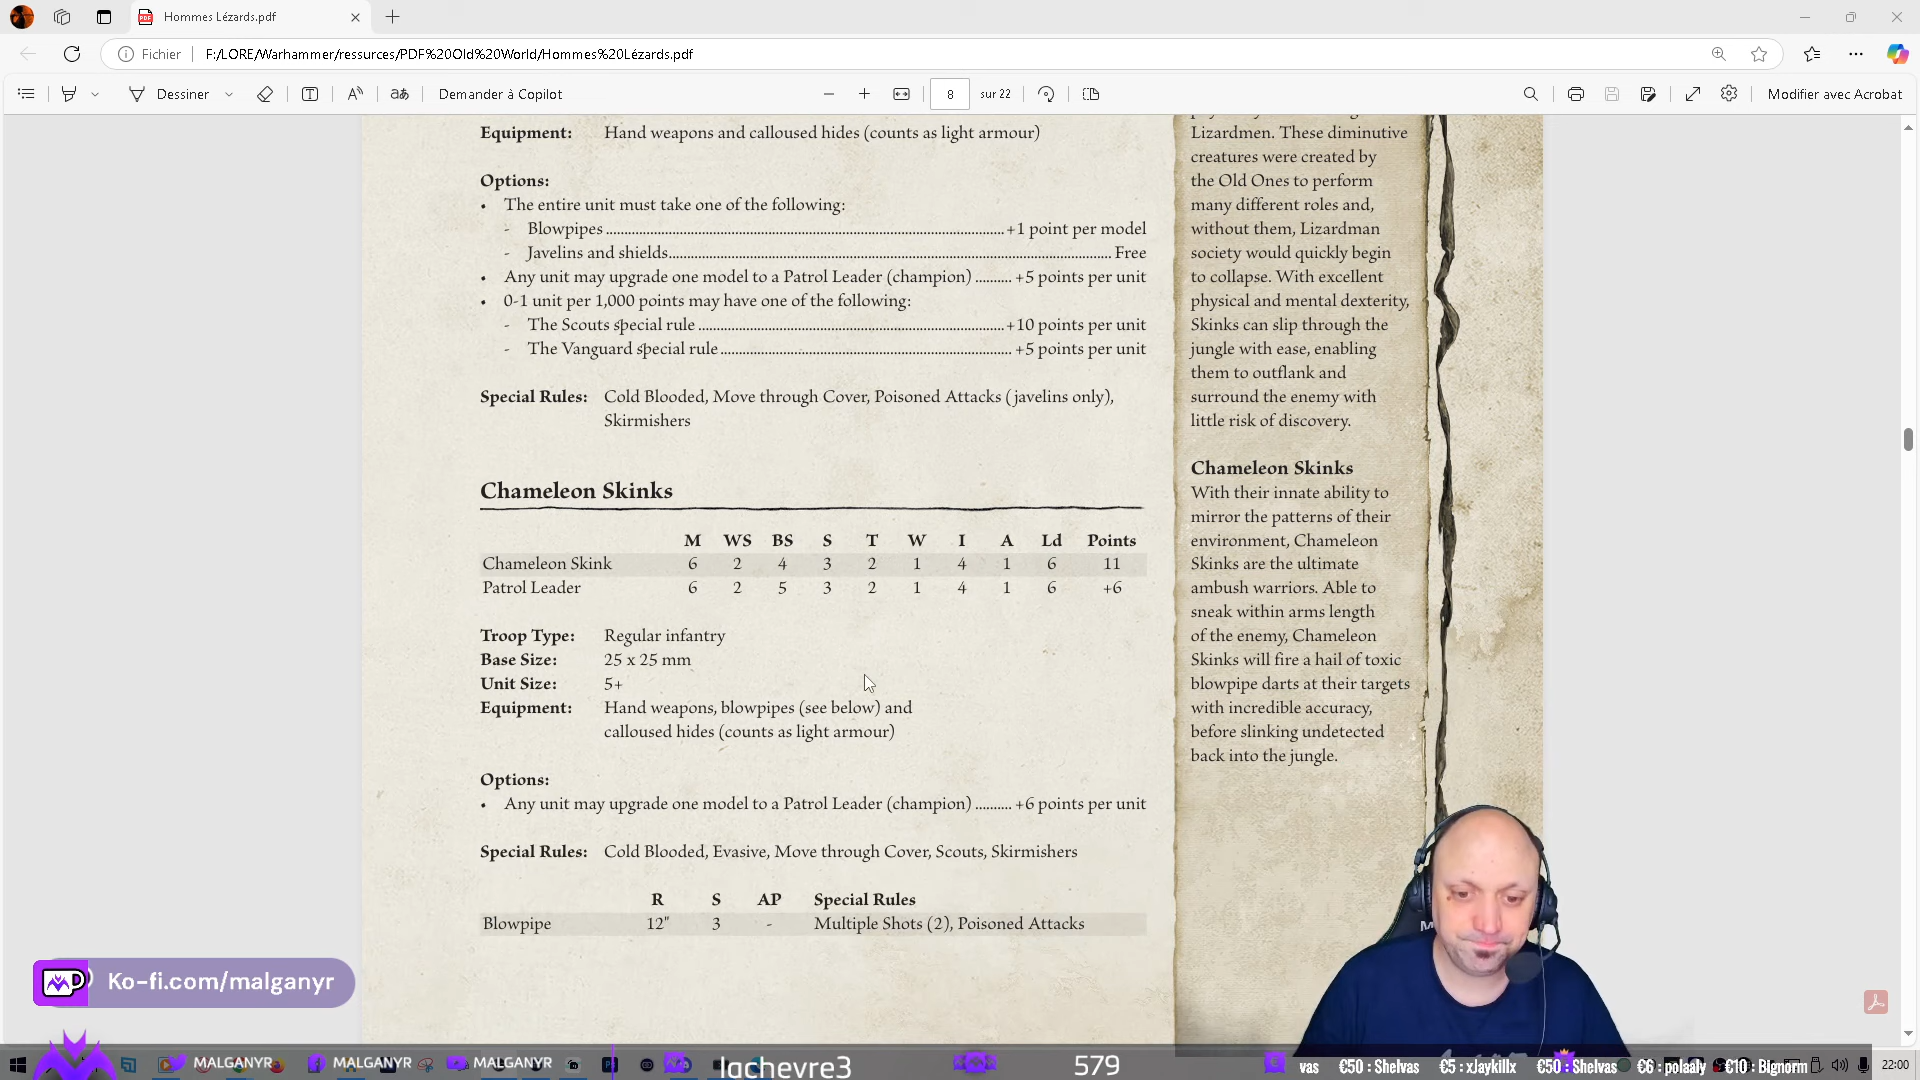 Hommes Lézards.pdf
Fichier
F:/LORE/Warhammer/ressources/PDF%20Old%20World/Hommes%20Lézards.pdf
Dessiner
Demander à Copilot
8
sur 22
Modifier avec Acrobat
Equipment: Hand weapons and calloused hides (counts as light armour)
Options:
• The entire unit must take one of the following:
- Blowpipes ........ +1 point per model
- Javelins and shields ........ Free
• Any unit may upgrade one model to a Patrol Leader (champion) .......... +5 points per unit
• 0-1 unit per 1,000 points may have one of the following:
- The Scouts special rule ........ +10 points per unit
- The Vanguard special rule ........ +5 points per unit
Special Rules: Cold Blooded, Move through Cover, Poisoned Attacks (javelins only),
Skirmishers
Chameleon Skinks
M WS BS S T W I A Ld Points
Chameleon Skink 6 2 4 3 2 1 4 1 6 11
Patrol Leader 6 2 5 3 2 1 4 1 6 +6
Troop Type: Regular infantry
Base Size: 25 x 25 mm
Unit Size: 5+
Equipment: Hand weapons, blowpipes (see below) and
calloused hides (counts as light armour)
Options:
• Any unit may upgrade one model to a Patrol Leader (champion) .......... +6 points per unit
Special Rules: Cold Blooded, Evasive, Move through Cover, Scouts, Skirmishers
R S AP Special Rules
Blowpipe 12" 3 - Multiple Shots (2), Poisoned Attacks
Lizardmen. These diminutive
creatures were created by
the Old Ones to perform
many different roles and,
without them, Lizardman
society would quickly begin
to collapse. With excellent
physical and mental dexterity,
Skinks can slip through the
jungle with ease, enabling
them to outflank and
surround the enemy with
little risk of discovery.
Chameleon Skinks
With their innate ability to
mirror the patterns of their
environment, Chameleon
Skinks are the ultimate
ambush warriors. Able to
sneak within arms length
of the enemy, Chameleon
Skinks will fire a hail of toxic
blowpipe darts at their targets
with incredible accuracy,
before slinking undetected
back into the jungle.
Ko-fi.com/malganyr
MALGANYR
MALGANYR
MALGANYR
lachevre3
579
vas €50 : Shelvas €5 : xJaykillx €50 : Shelvas €6 : polaaly €10 : Bignorm
22:00